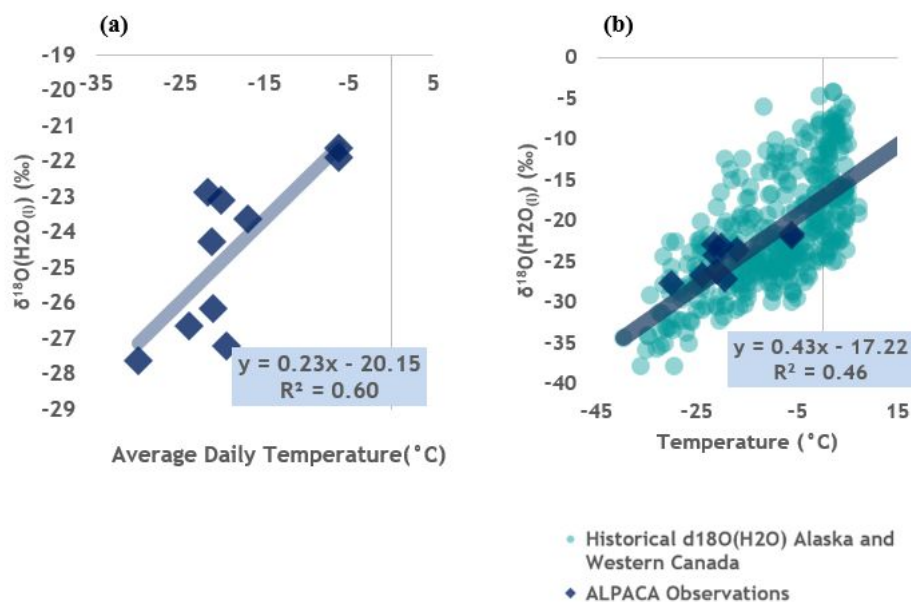 (a)
-19
-35 -25 -15 5
-20
-21
-22
-23
-24
-25
-26
-27
-28
-29
δ¹⁸O(H2O₍ₗ₎) (‰)
y = 0.23x - 20.15
R² = 0.60
Average Daily Temperature(°C)
(b)
0
-5
-10
-15
-20
-25
-30
-35
-40
δ¹⁸O(H2O₍ₗ₎) (‰)
y = 0.43x - 17.22
R² = 0.46
-45 -25 -5 15
Temperature (°C)
Historical d18O(H2O) Alaska and
Western Canada
ALPACA Observations